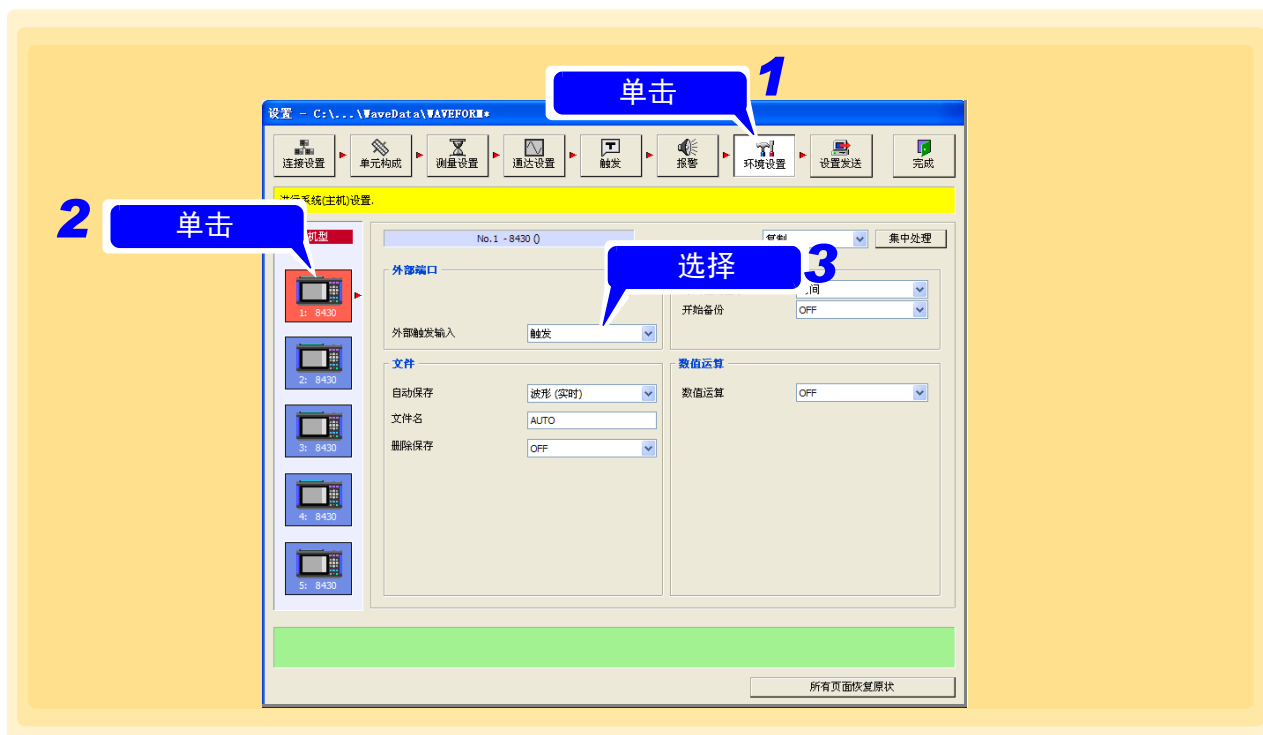 1
单击
设置 - C:\...\WaveData\WAVEFORM*
连接设置 单元构成 测量设置 通达设置 触发 报警 环境设置 设置发送 完成
进行系统(主机)设置.
2
单击
机型
No.1 - 8430 ()
复制
集中处理
选择
3
外部端口
时间
开始备份 OFF
外部触发输入 触发
1: 8430
2: 8430
3: 8430
4: 8430
5: 8430
文件
自动保存 波形 (实时)
文件名 AUTO
删除保存 OFF
数值运算
数值运算 OFF
所有页面恢复原状